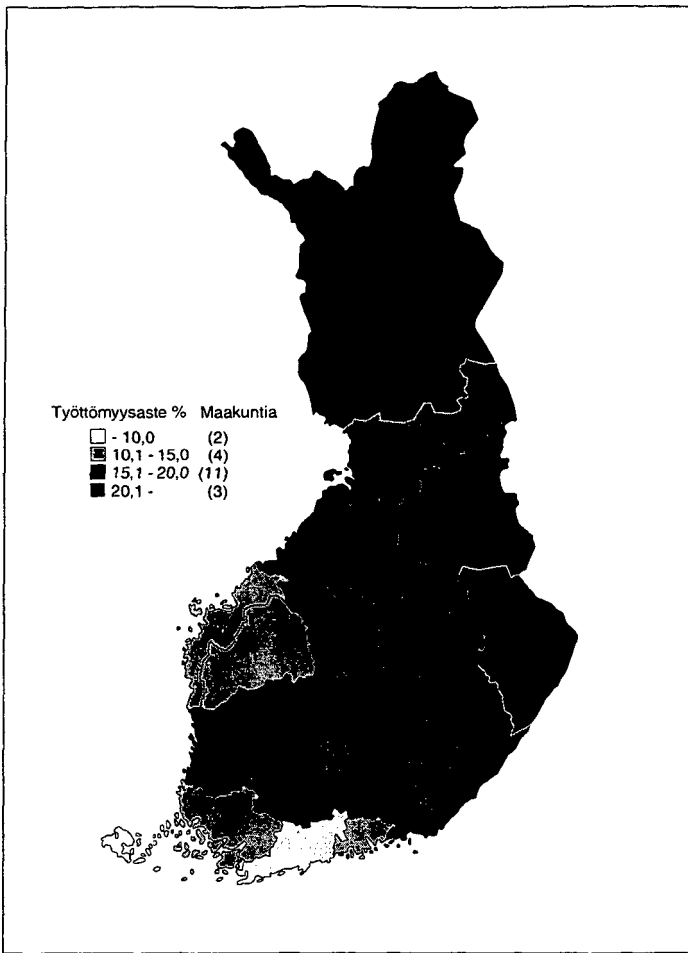 Työttömyysaste % Maakuntia
- 10,0 (2)
10,1 - 15,0 (4)
15,1 - 20,0 (11)
20,1 - (3)